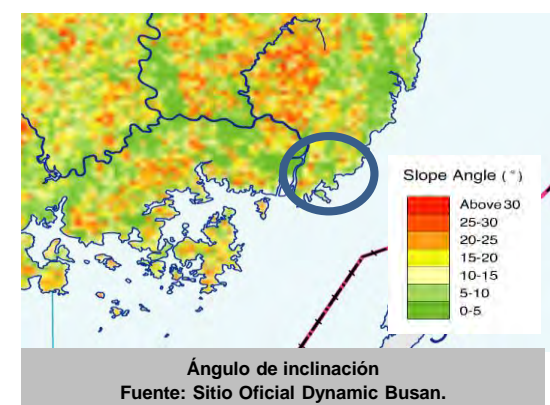 Slope Angle (°)
Above 30
25-30
20-25
15-20
10-15
5-10
0-5
Ángulo de inclinación
Fuente: Sitio Oficial Dynamic Busan.